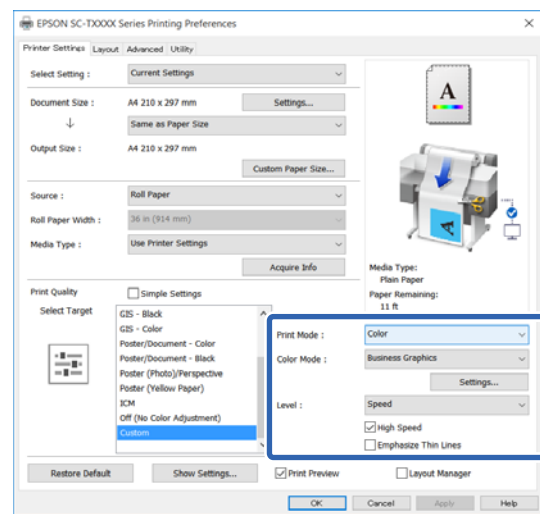 EPSON SC-TXXXX Series Printing Preferences
Printer Settings Layout Advanced Utility
Select Setting : Current Settings
Document Size : A4 210 x 297 mm Settings...
Same as Paper Size
Output Size : A4 210 x 297 mm
Custom Paper Size...
Source : Roll Paper
Roll Paper Width : 36 in (914 mm)
Media Type : Use Printer Settings
Acquire Info
A
Media Type:
Plain Paper
Paper Remaining:
11 ft
Print Quality Simple Settings
Select Target
GIS - Black
GIS - Color
Poster/Document - Color
Poster/Document - Black
Poster (Photo)/Perspective
Poster (Yellow Paper)
ICM
Off (No Color Adjustment)
Custom
Print Mode : Color
Color Mode : Business Graphics
Settings...
Level : Speed
High Speed
Emphasize Thin Lines
Restore Default Show Settings... Print Preview Layout Manager
OK Cancel Apply Help